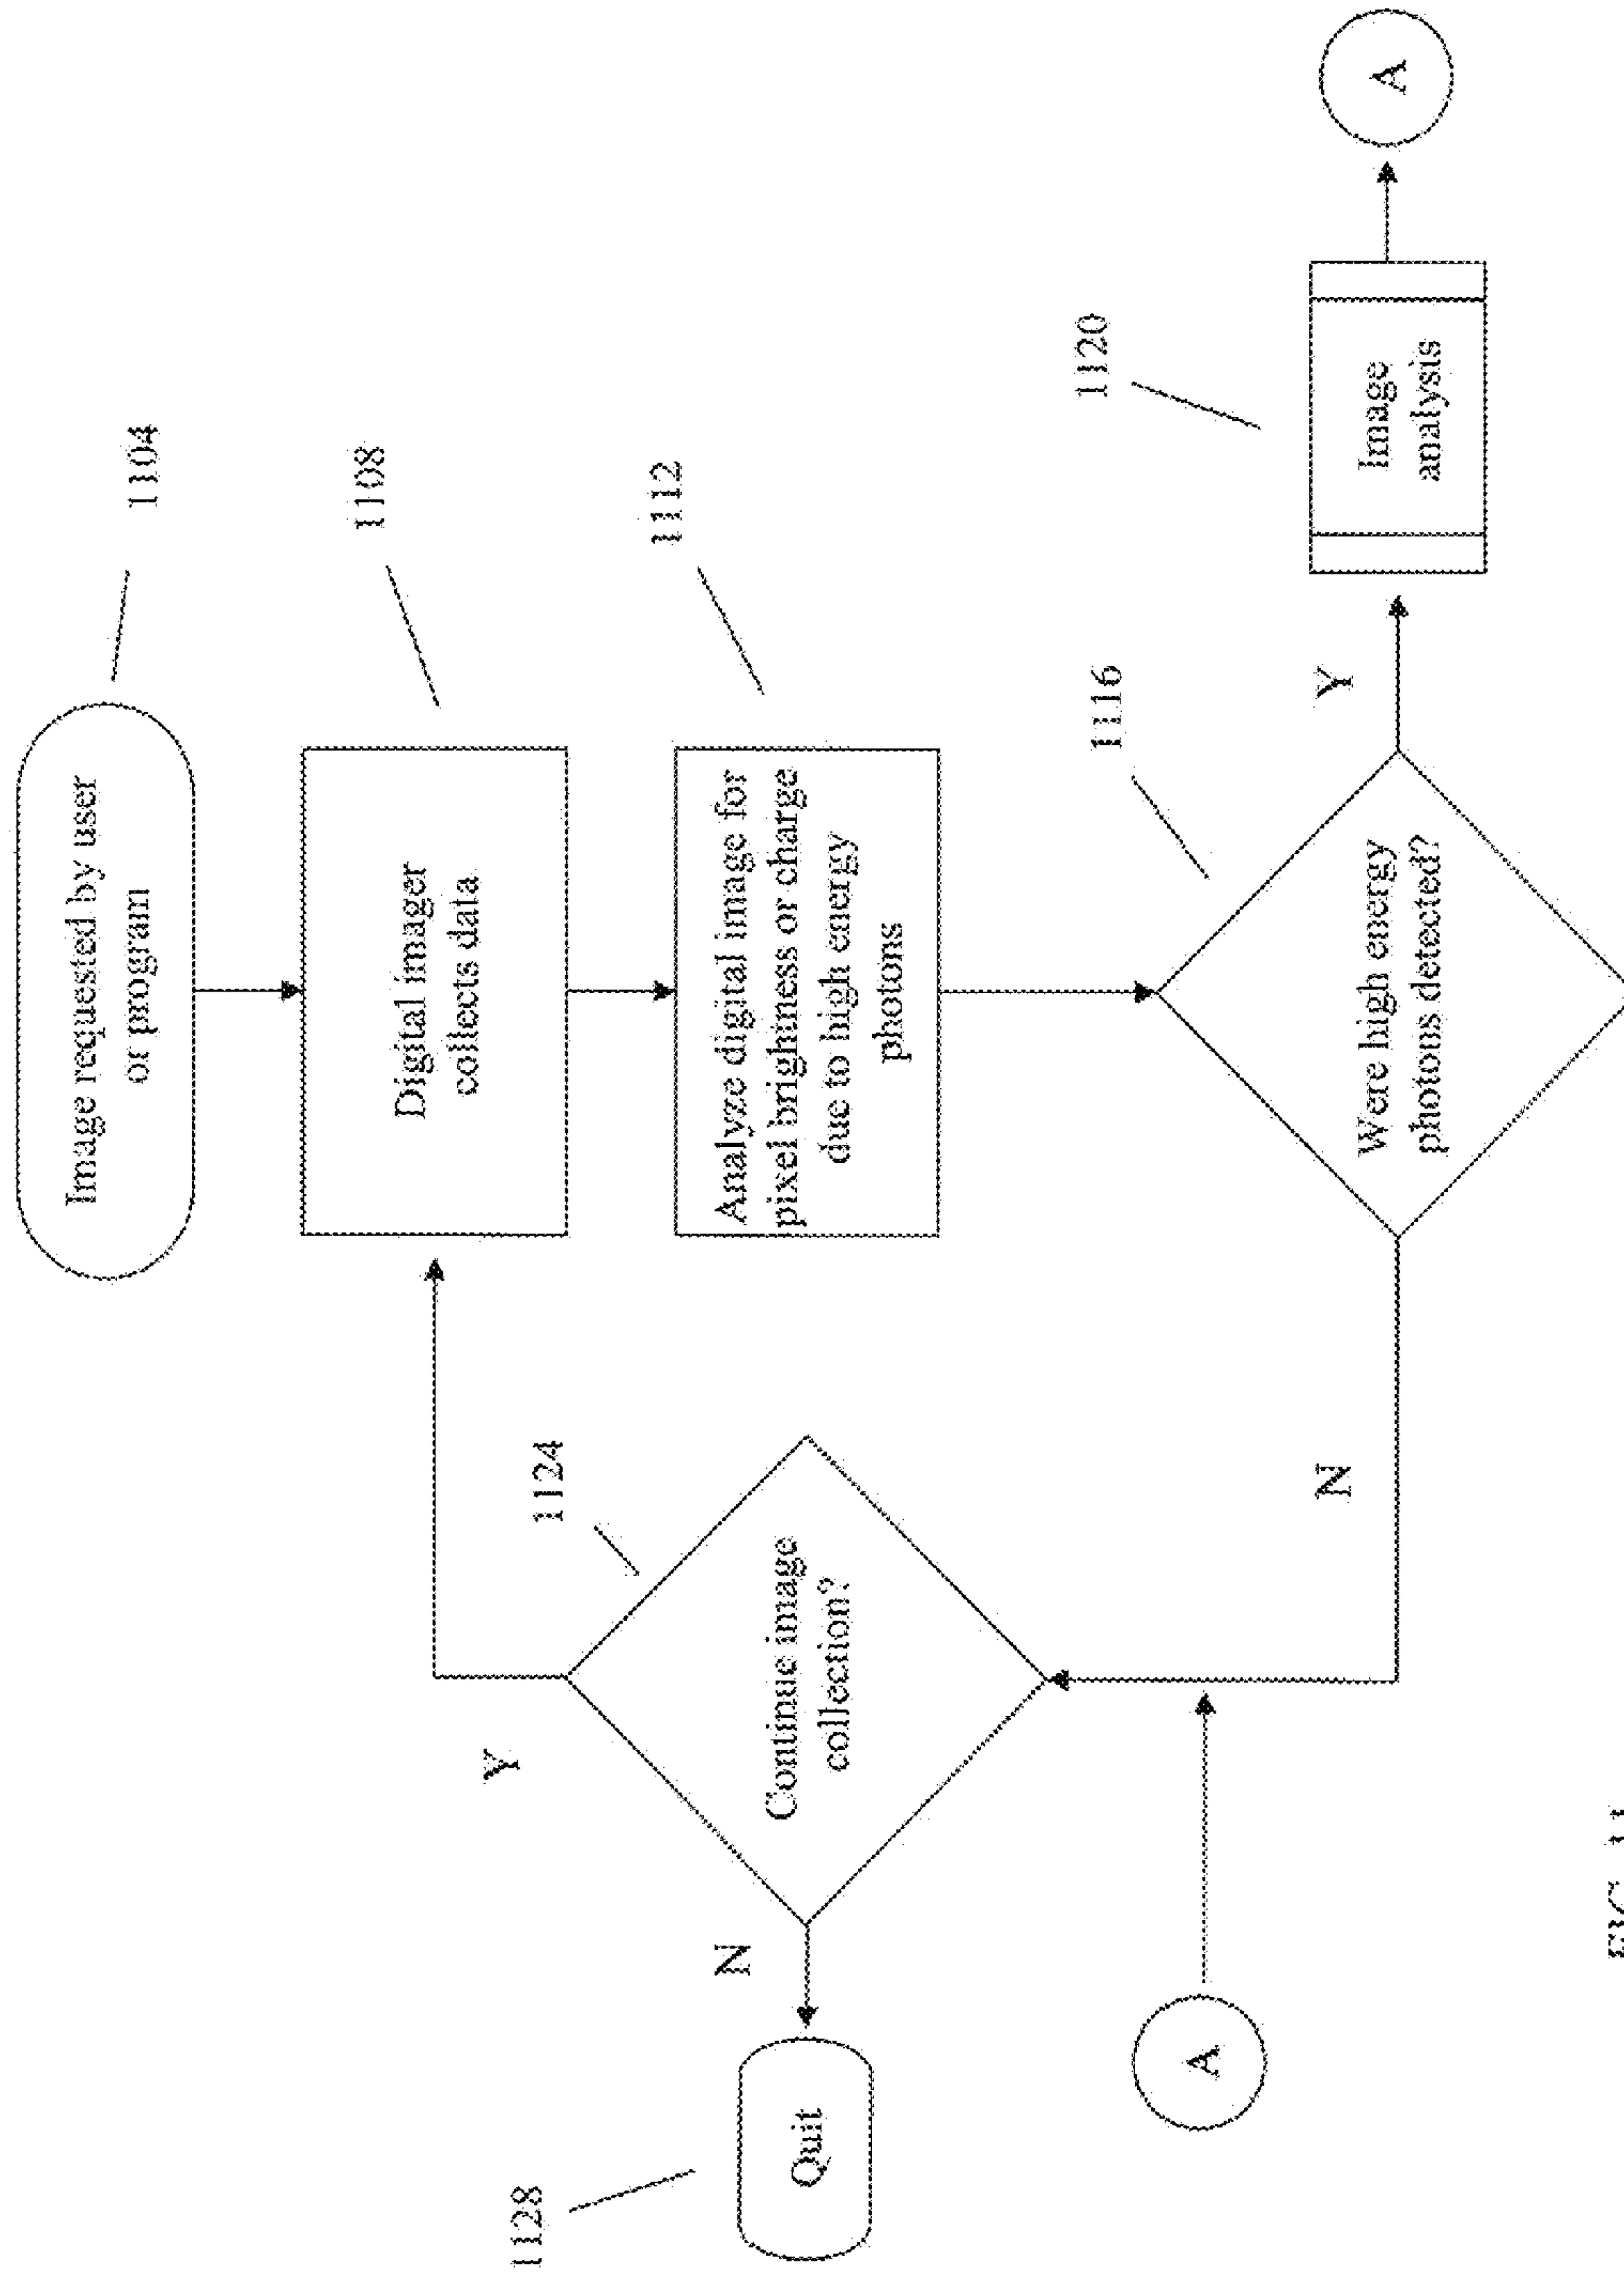 Image requested by user
or program
1104
Digital imager
collects data
1108
Analyze digital image for
pixel brightness or charge
due to high energy
photons
1112
Were high energy
photons detected?
1116
Y
N
Image
analysis
1120
A
Continue image
collection?
1124
Y
N
Quit
1128
A